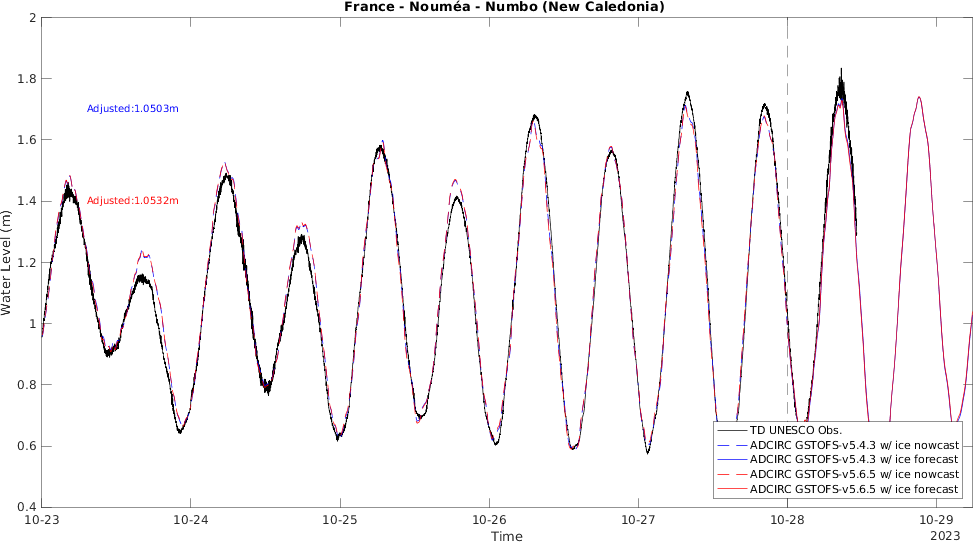 France - Nouméa - Numbo (New Caledonia)
2
1.8
1.6
1.4
1.2
1
0.8
0.6
0.4
Water Level (m)
Adjusted:1.0503m
Adjusted:1.0532m
TD UNESCO Obs.
ADCIRC GSTOFS-v5.4.3 w/ ice nowcast
ADCIRC GSTOFS-v5.4.3 w/ ice forecast
ADCIRC GSTOFS-v5.6.5 w/ ice nowcast
ADCIRC GSTOFS-v5.6.5 w/ ice forecast
10-23 10-24 10-25 10-26 10-27 10-28 10-29
2023
Time